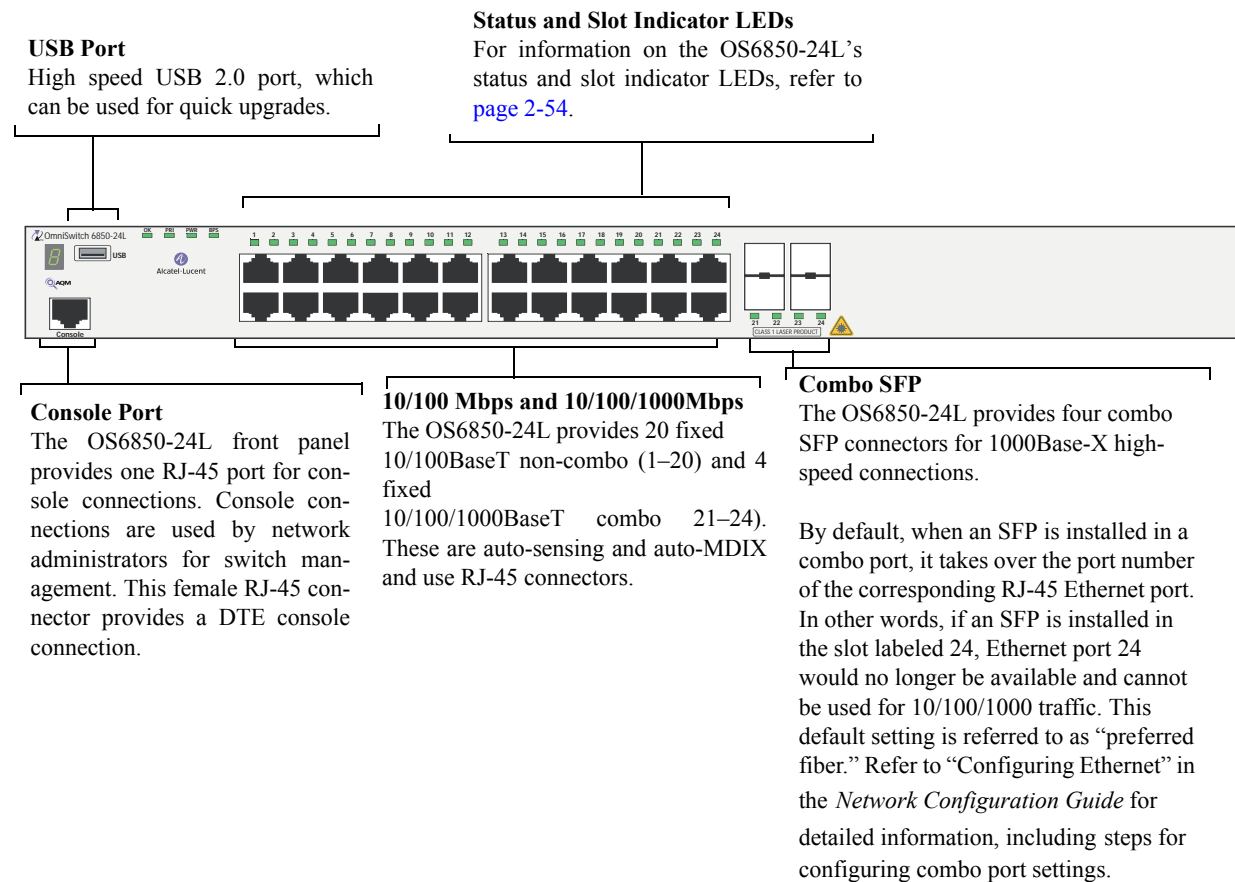 USB Port
High speed USB 2.0 port, which
can be used for quick upgrades.
Status and Slot Indicator LEDs
For information on the OS6850-24L’s
status and slot indicator LEDs, refer to
page 2-54.
OmniSwitch 6850-24L
OK PRI PWR BPS
USB
AQM
Alcatel·Lucent
Console
1 2 3 4 5 6 7 8 9 10 11 12
13 14 15 16 17 18 19 20 21 22 23 24
21 22 23 24
CLASS 1 LASER PRODUCT
Console Port
The OS6850-24L front panel
provides one RJ-45 port for con-
sole connections. Console con-
nections are used by network
administrators for switch man-
agement. This female RJ-45 con-
nector provides a DTE console
connection.
10/100 Mbps and 10/100/1000Mbps
The OS6850-24L provides 20 fixed
10/100BaseT non-combo (1–20) and 4
fixed
10/100/1000BaseT combo 21–24).
These are auto-sensing and auto-MDIX
and use RJ-45 connectors.
Combo SFP
The OS6850-24L provides four combo
SFP connectors for 1000Base-X high-
speed connections.
By default, when an SFP is installed in a
combo port, it takes over the port number
of the corresponding RJ-45 Ethernet port.
In other words, if an SFP is installed in
the slot labeled 24, Ethernet port 24
would no longer be available and cannot
be used for 10/100/1000 traffic. This
default setting is referred to as “preferred
fiber.” Refer to “Configuring Ethernet” in
the Network Configuration Guide for
detailed information, including steps for
configuring combo port settings.